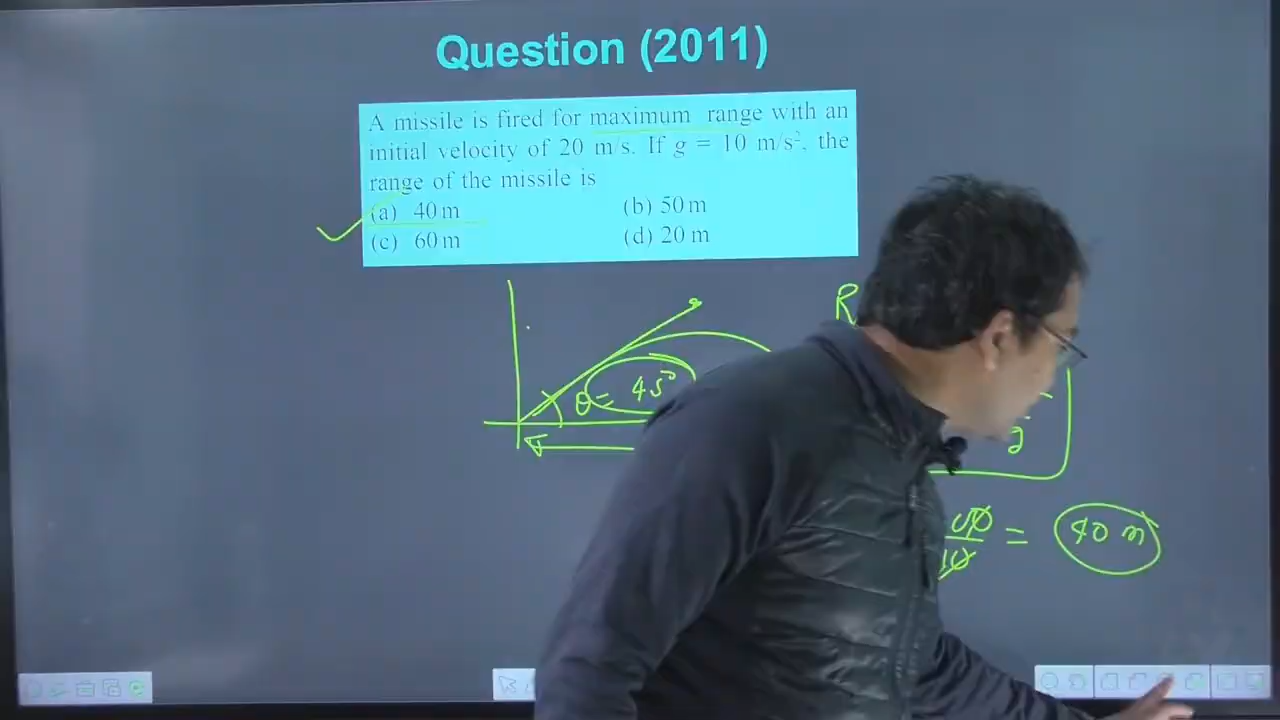 Question (2011)
A missile is fired for maximum range with an
initial velocity of 20 m/s. If g = 10 m/s², the
range of the missile is
(a) 40 m (b) 50 m
(c) 60 m (d) 20 m
R
θ = 45°
g
= 40 m
10